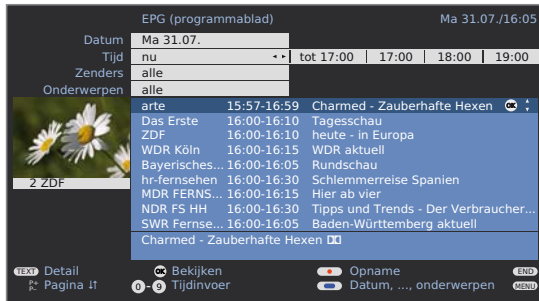 EPG (programmablad) Ma 31.07./16:05
Datum Ma 31.07.
Tijd nu tot 17:00 17:00 18:00 19:00
Zenders alle
Onderwerpen alle
arte 15:57-16:59 Charmed - Zauberhafte Hexen OK
Das Erste 16:00-16:10 Tagesschau
ZDF 16:00-16:10 heute - in Europa
WDR Köln 16:00-16:15 WDR aktuell
Bayerisches... 16:00-16:05 Rundschau
hr-fernsehen 16:00-16:30 Schlemmerreise Spanien
MDR FERNS... 16:00-16:15 Hier ab vier
NDR FS HH 16:00-16:30 Tipps und Trends - Der Verbraucher...
SWR Fernse... 16:00-16:05 Baden-Württemberg aktuell
2 ZDF
Charmed - Zauberhafte Hexen
TEXT Detail OK Bekijken Opname END
P+ P- Pagina 0-9 Tijdinvoer Datum, ..., onderwerpen MENU